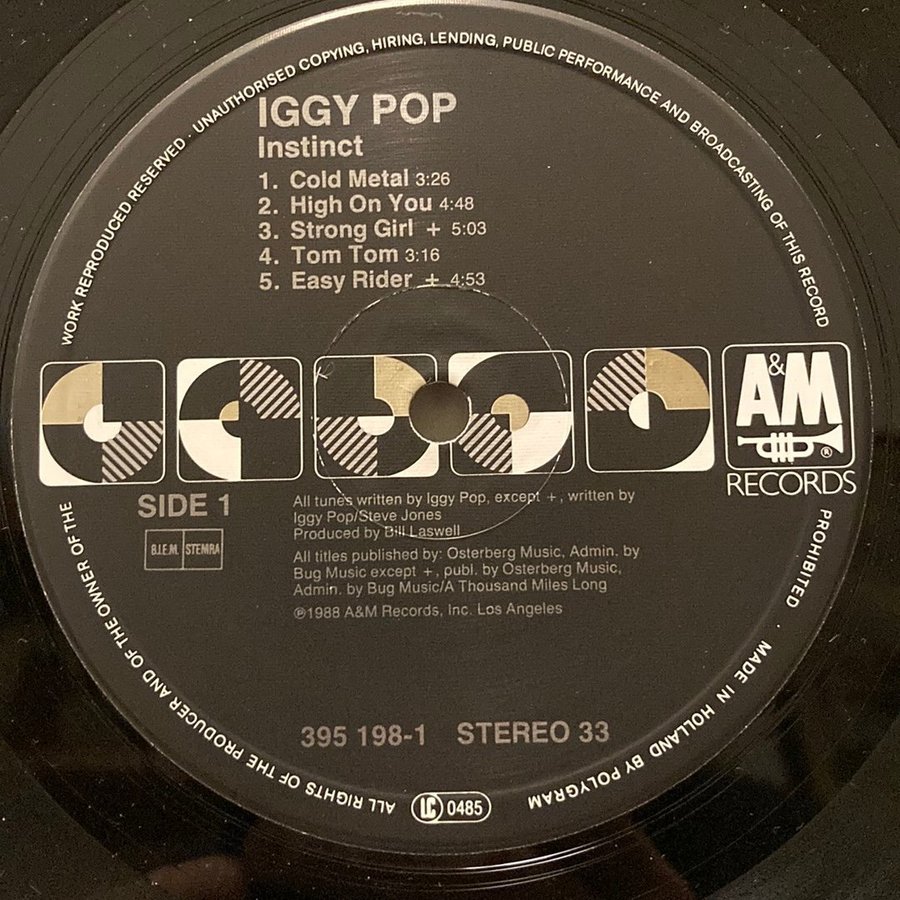 IGGY POP
Instinct
1. Cold Metal 3:26
2. High On You 4:48
3. Strong Girl + 5:03
4. Tom Tom 3:16
5. Easy Rider + 4:53
A&M
®
RECORDS
SIDE 1
B.I.E.M. STEMRA
All tunes written by Iggy Pop, except +, written by
Iggy Pop/Steve Jones
Produced by Bill Laswell
All titles published by: Osterberg Music, Admin. by
Bug Music except +, publ. by Osterberg Music,
Admin. by Bug Music/A Thousand Miles Long
℗1988 A&M Records, Inc. Los Angeles
395 198-1 STEREO 33
ALL RIGHTS OF THE PRODUCER AND OF THE OWNER OF THE WORK REPRODUCED RESERVED · UNAUTHORISED COPYING, HIRING, LENDING, PUBLIC PERFORMANCE AND BROADCASTING OF THIS RECORD PROHIBITED · MADE IN HOLLAND BY POLYGRAM
LC 0485